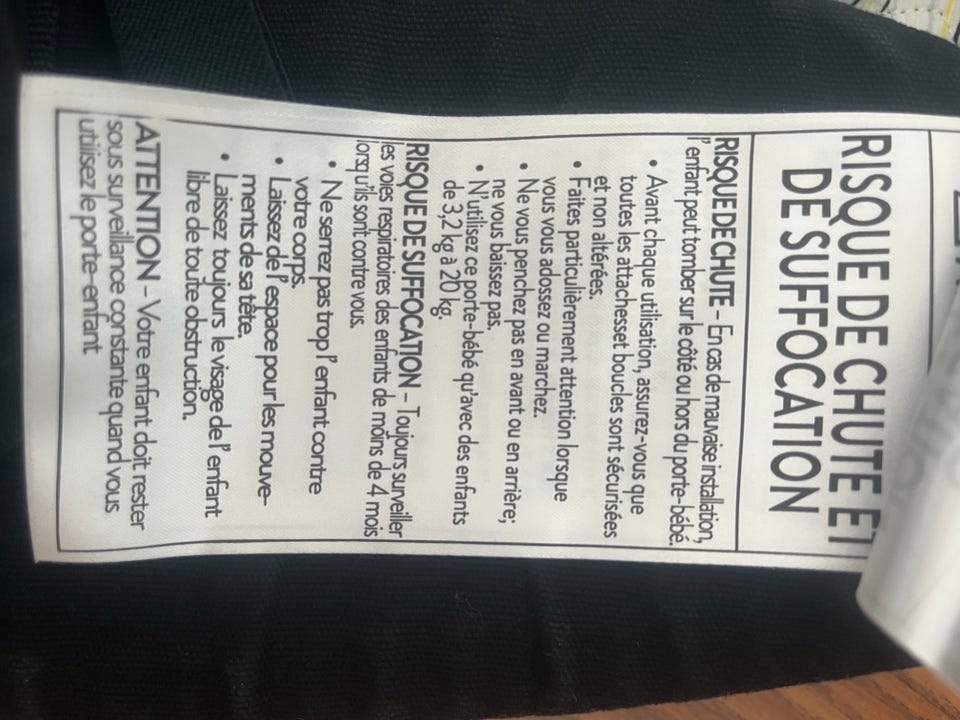 RISQUE DE CHUTE ET
DE SUFFOCATION
RISQUE DE CHUTE – En cas de mauvaise installation,
l' enfant peut tomber sur le côté ou hors du porte-bébé.
• Avant chaque utilisation, assurez-vous que
toutes les attachesset boucles sont sécurisées
et non altérées.
• Faites particulièrement attention lorsque
vous vous adossez ou marchez.
• Ne vous penchez pas en avant ou en arrière;
ne vous baissez pas.
• N'utilisez ce porte-bébé qu'avec des enfants
de 3,2 kg à 20 kg.
RISQUE DE SUFFOCATION – Toujours surveiller
les voies respiratoires des enfants de moins de 4 mois
lorsqu'ils sont contre vous.
• Ne serrez pas trop l' enfant contre
votre corps.
• Laissez de l' espace pour les mouve-
ments de sa tête.
• Laissez toujours le visage de l' enfant
libre de toute obstruction.
ATTENTION – Votre enfant doit rester
sous surveillance constante quand vous
utilisez le porte-enfant